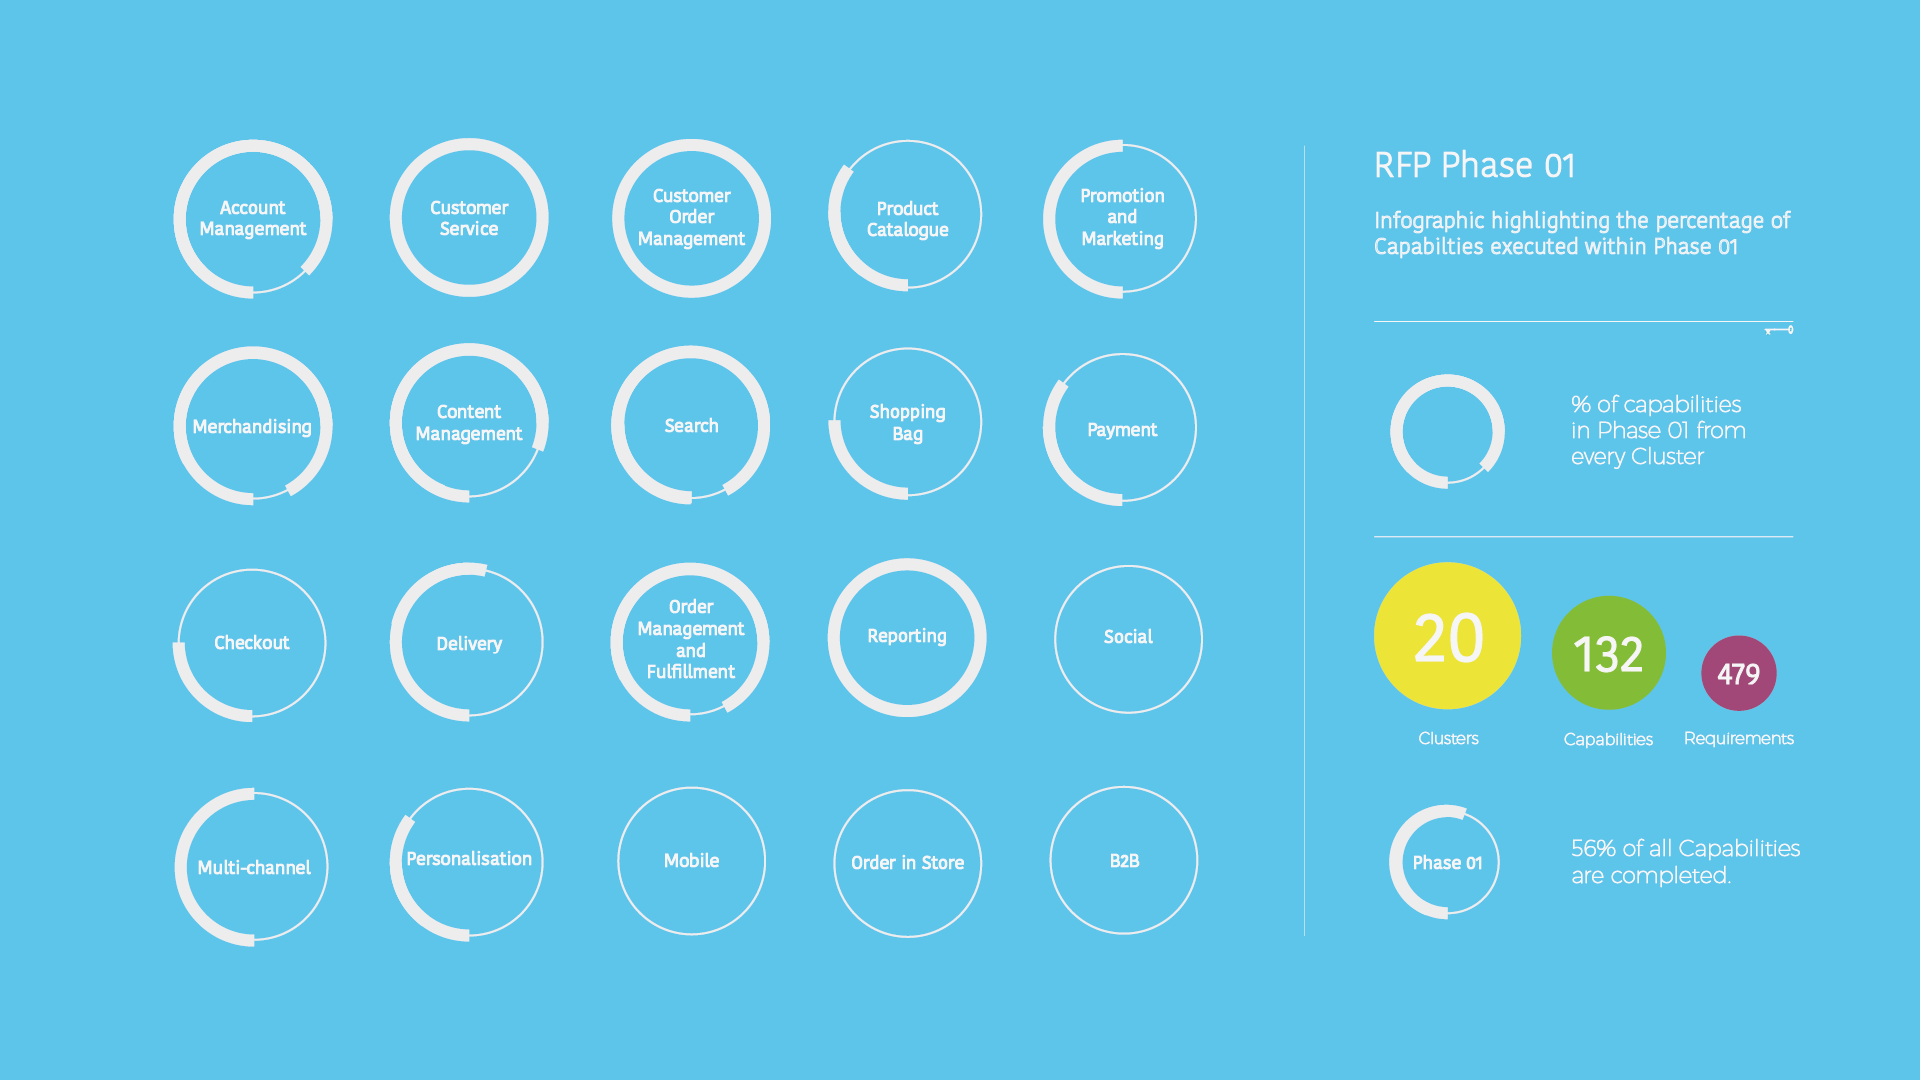 Account
Management
Customer
Service
Customer
Order
Management
Product
Catalogue
Promotion
and
Marketing
Merchandising
Content
Management
Search
Shopping
Bag
Payment
Checkout
Delivery
Order
Management
and
Fulfillment
Reporting
Social
Multi-channel
Personalisation
Mobile
Order in Store
B2B
RFP Phase 01
Infographic highlighting the percentage of
Capabilties executed within Phase 01
% of capabilities
in Phase 01 from
every Cluster
20
132
479
Clusters
Capabilities
Requirements
Phase 01
56% of all Capabilities
are completed.